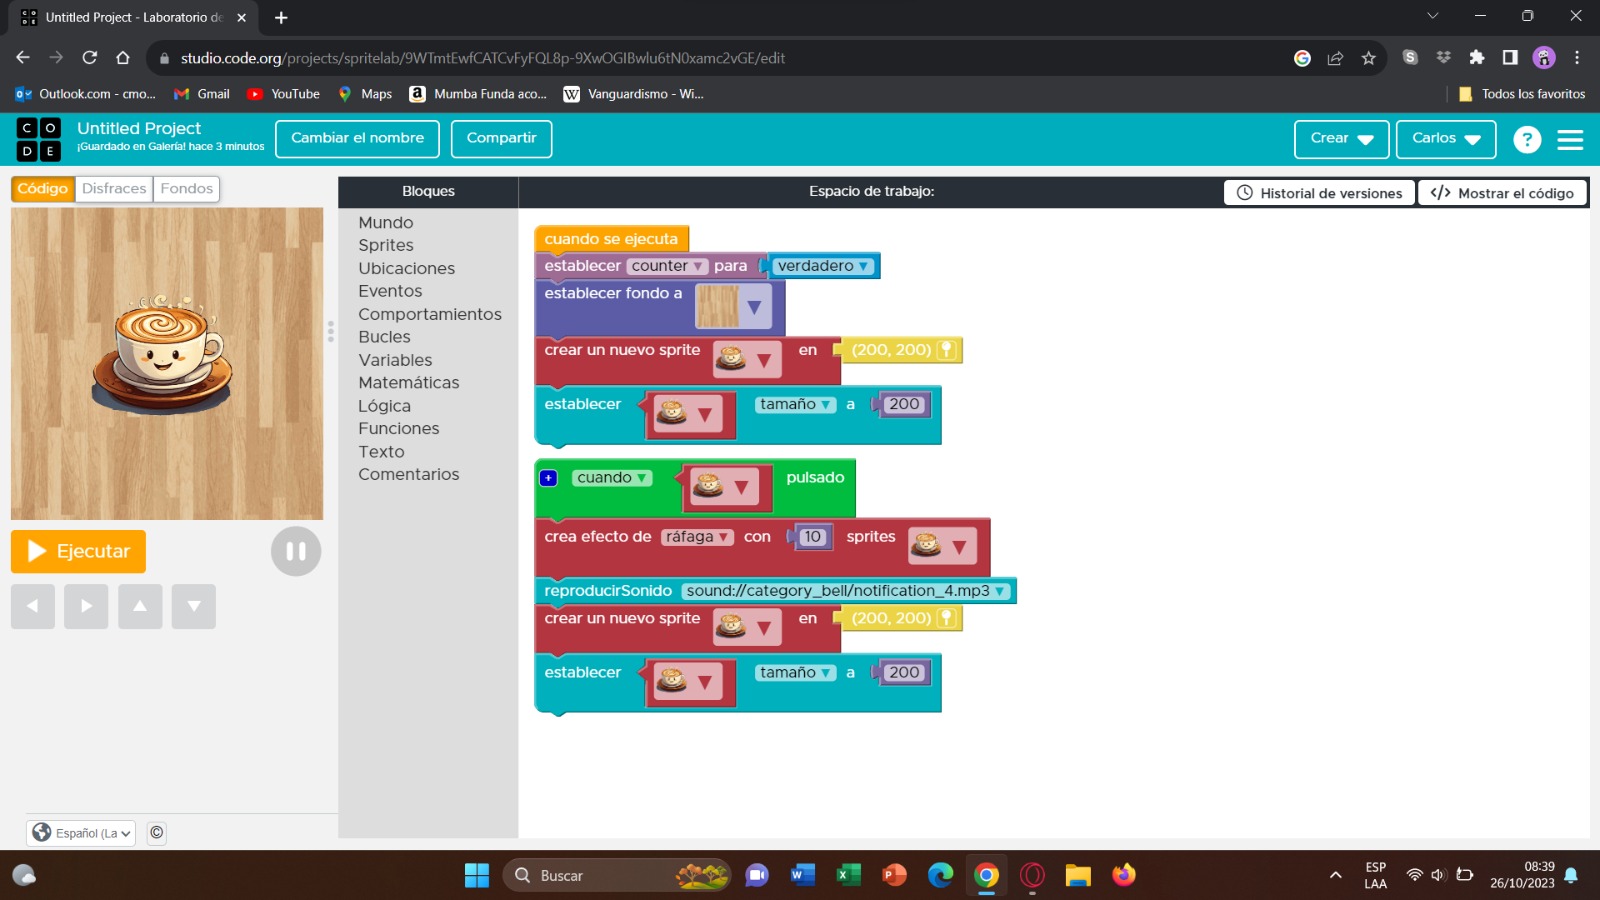 Untitled Project - Laboratorio de
studio.code.org/projects/spritelab/9WTmtEwfCATCvFyFQL8p-9XwOGIBwlu6tN0xamc2vGE/edit
Outlook.com - cmo... Gmail YouTube Maps Mumba Funda aco... Vanguardismo - Wi... Todos los favoritos
C O D E
Untitled Project
¡Guardado en Galería! hace 3 minutos
Cambiar el nombre Compartir Crear Carlos ?
Código Disfraces Fondos
Bloques Espacio de trabajo: Historial de versiones </> Mostrar el código
Mundo
Sprites
Ubicaciones
Eventos
Comportamientos
Bucles
Variables
Matemáticas
Lógica
Funciones
Texto
Comentarios
cuando se ejecuta
establecer counter para verdadero
establecer fondo a
crear un nuevo sprite en (200, 200)
establecer tamaño a 200
+ cuando pulsado
crea efecto de ráfaga con 10 sprites
reproducirSonido sound://category_bell/notification_4.mp3
crear un nuevo sprite en (200, 200)
establecer tamaño a 200
Ejecutar
Español (La ©
Buscar
ESP
LAA
08:39
26/10/2023